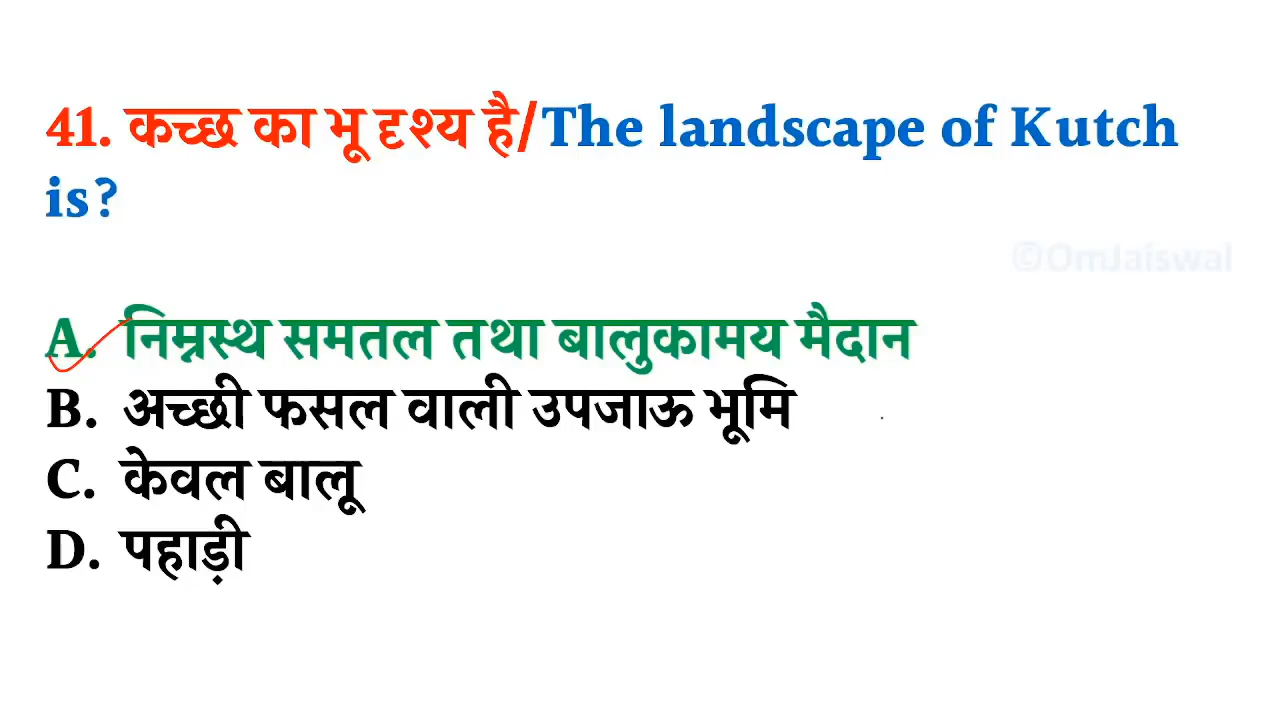 41. कच्छ का भू दृश्य है/The landscape of Kutch
is?
©OmJaiswal
A. निम्नस्थ समतल तथा बालुकामय मैदान
B. अच्छी फसल वाली उपजाऊ भूमि
C. केवल बालू
D. पहाड़ी